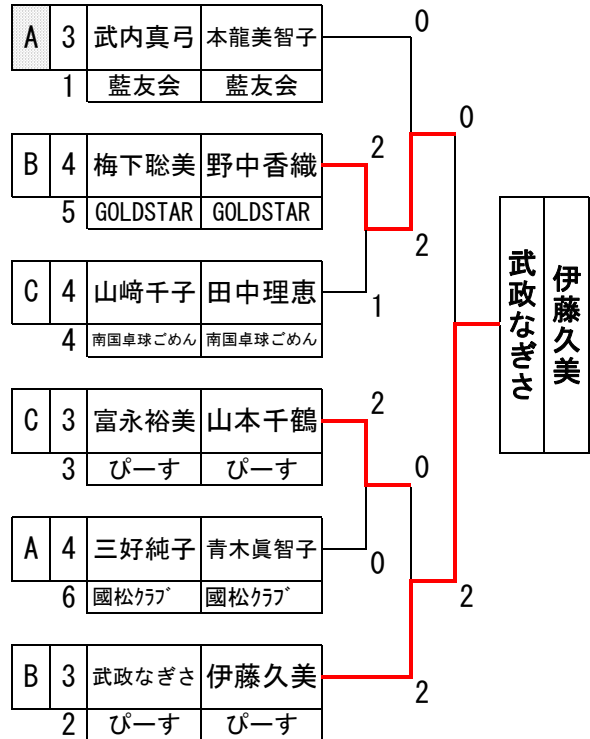 A 3 武内真弓 本龍美智子
1 藍友会 藍友会
0
0
B 4 梅下聡美 野中香織
2
5 GOLDSTAR GOLDSTAR
2
C 4 山﨑千子 田中理恵
1
4 南国卓球ごめん 南国卓球ごめん
武政なぎさ
伊藤久美
C 3 富永裕美 山本千鶴
2
3 ぴーす ぴーす
0
A 4 三好純子 青木眞智子
0
6 國松ｸﾗﾌﾞ 國松ｸﾗﾌﾞ
2
B 3 武政なぎさ 伊藤久美
2
2 ぴーす ぴーす